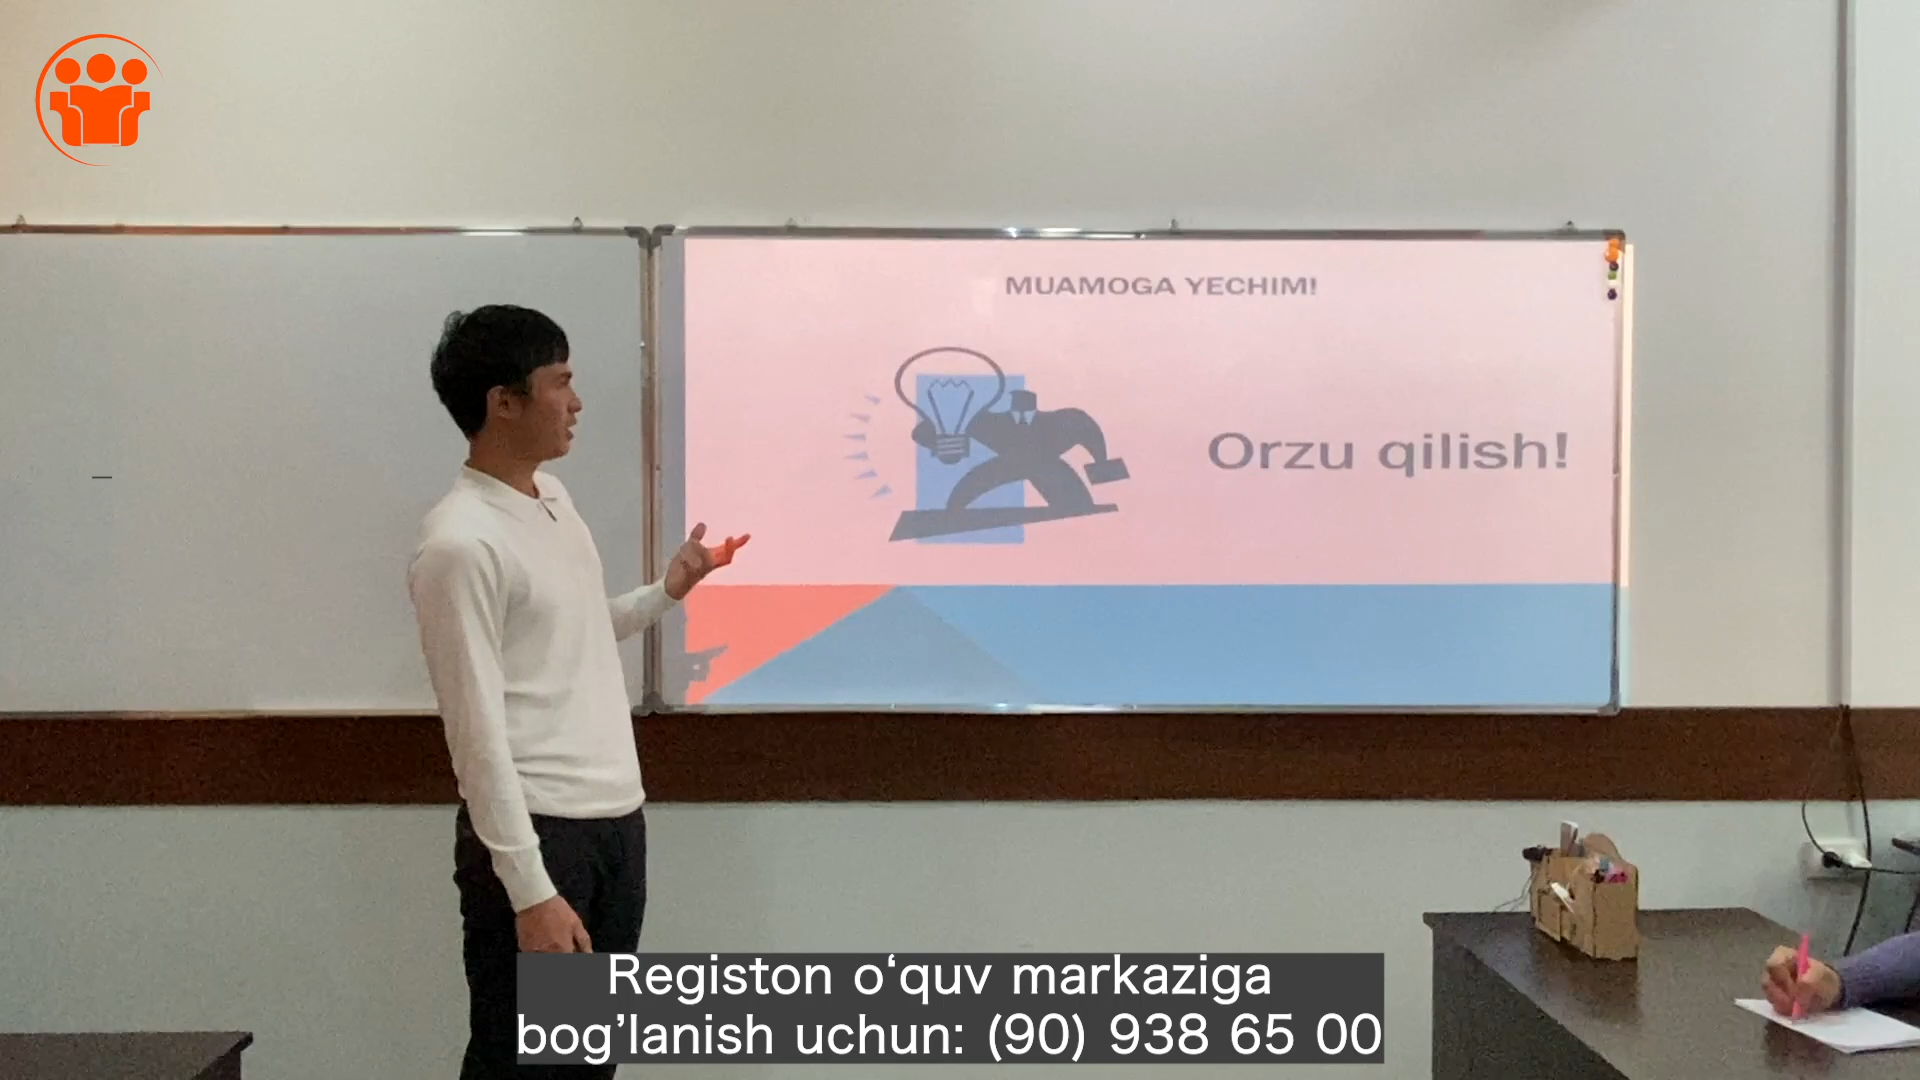 MUAMOGA YECHIM!
Orzu qilish!
Registon o‘quv markaziga
bog’lanish uchun: (90) 938 65 00